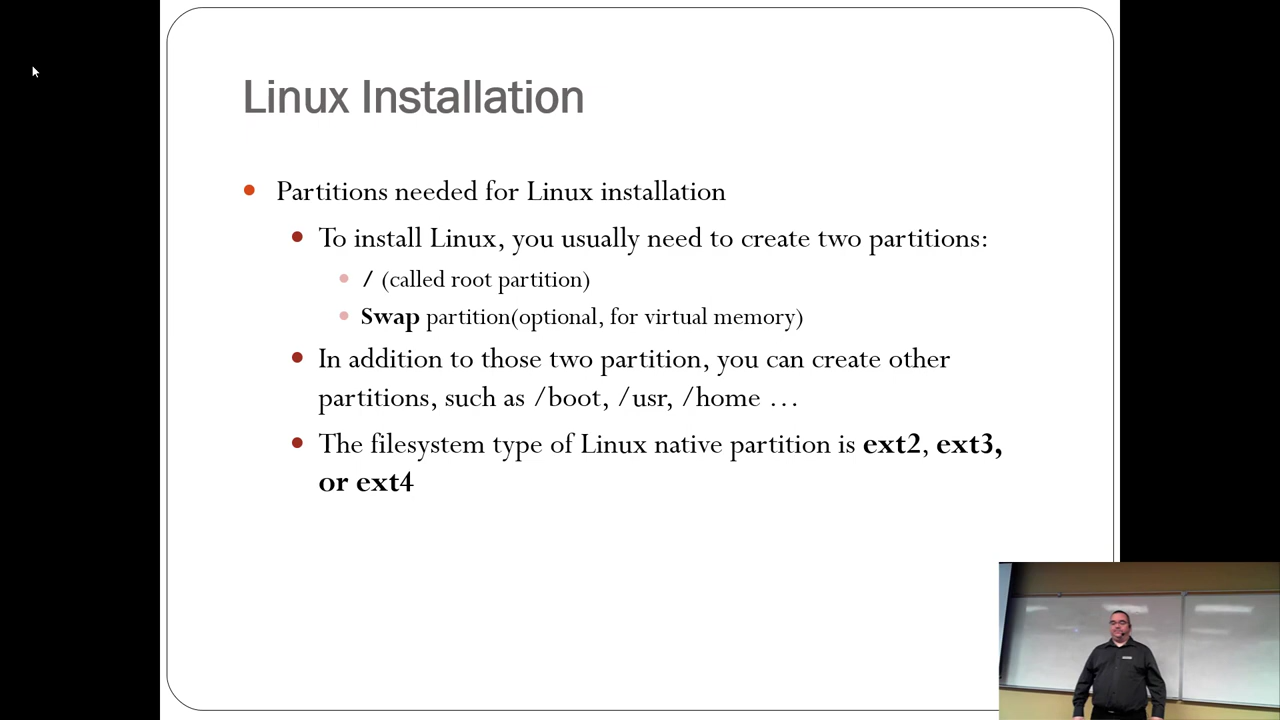 Linux Installation
Partitions needed for Linux installation
To install Linux, you usually need to create two partitions:
/ (called root partition)
Swap partition(optional, for virtual memory)
In addition to those two partition, you can create other
partitions, such as /boot, /usr, /home …
The filesystem type of Linux native partition is ext2, ext3,
or ext4